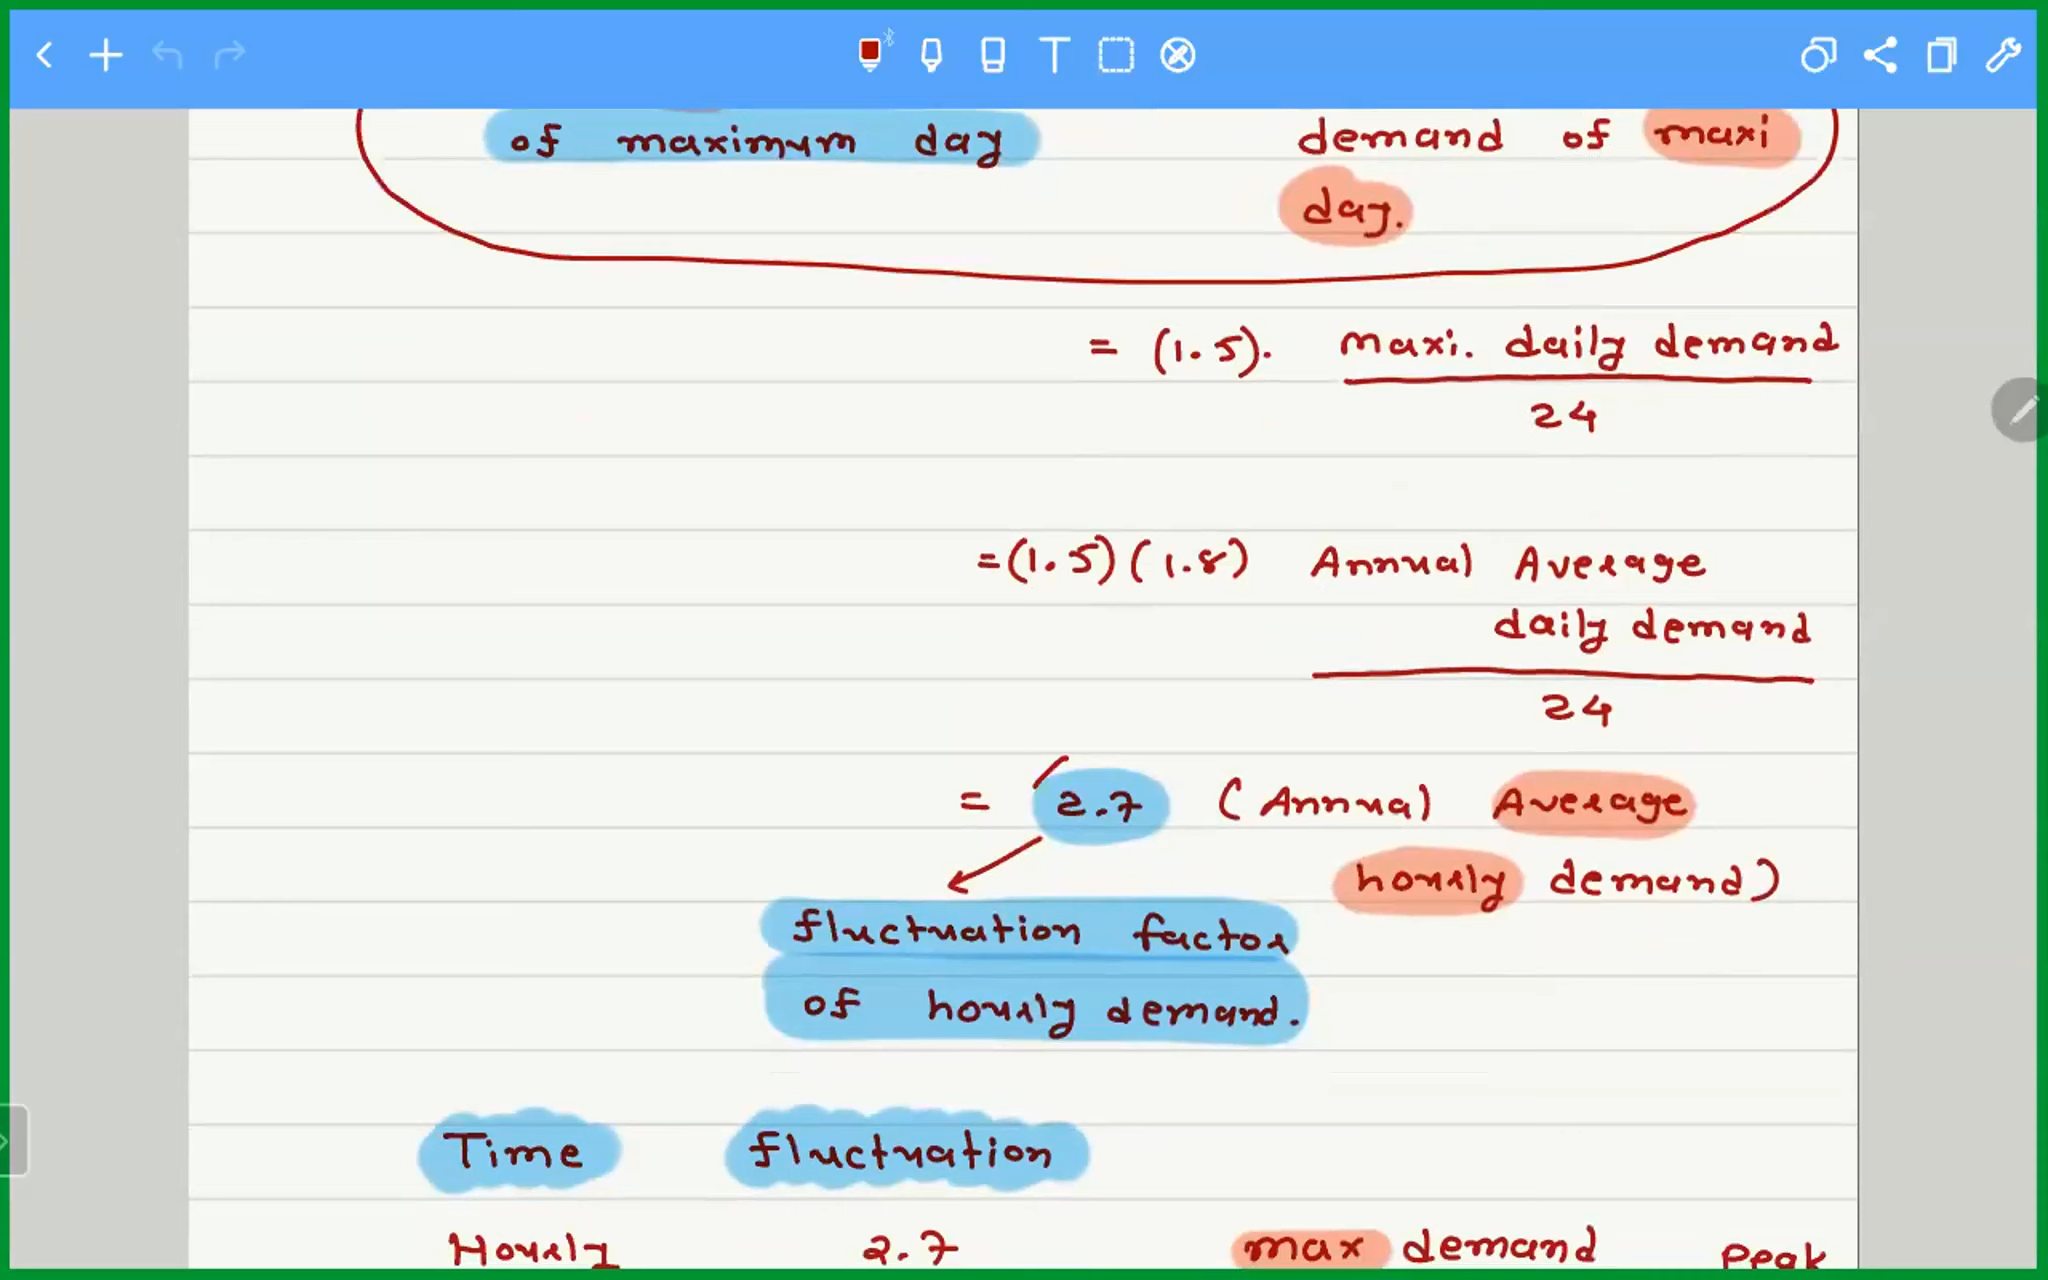 of maximum day demand of maxi
day.
= (1.5). maxi. daily demand
24
=(1.5)(1.8) Annual Average
daily demand
24
= 2.7 (Annual Average
hourly demand)
fluctuation factor
of hourly demand.
Time fluctuation
Hourly 2.7 max demand Peak